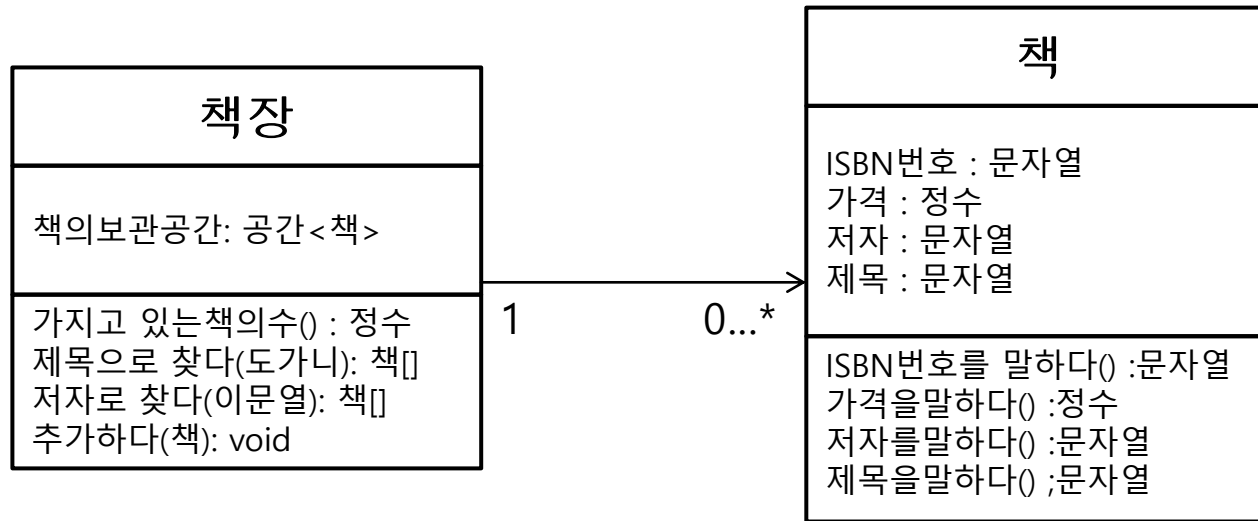 책장
책의보관공간: 공간<책>
가지고 있는책의수() : 정수
제목으로 찾다(도가니): 책[]
저자로 찾다(이문열): 책[]
추가하다(책): void
1
0...*
책
ISBN번호 : 문자열
가격 : 정수
저자 : 문자열
제목 : 문자열
ISBN번호를 말하다() :문자열
가격을말하다() :정수
저자를말하다() :문자열
제목을말하다() ;문자열